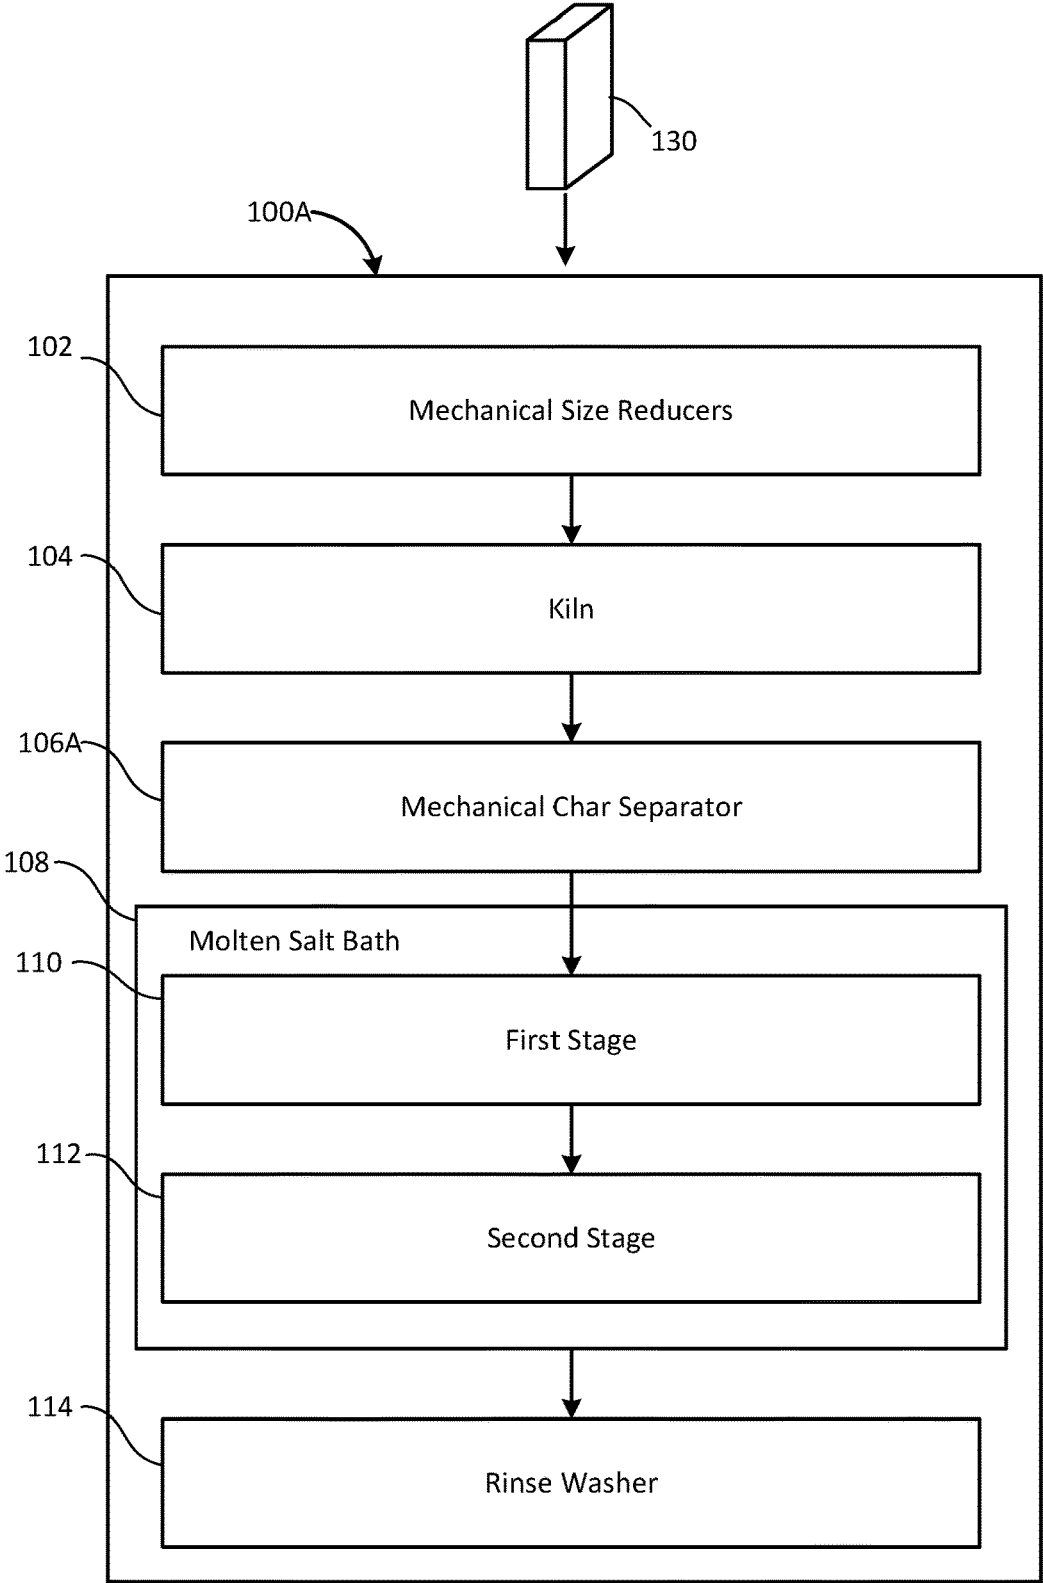 130
100A
102
Mechanical Size Reducers
104
Kiln
106A
Mechanical Char Separator
108
Molten Salt Bath
110
First Stage
112
Second Stage
114
Rinse Washer